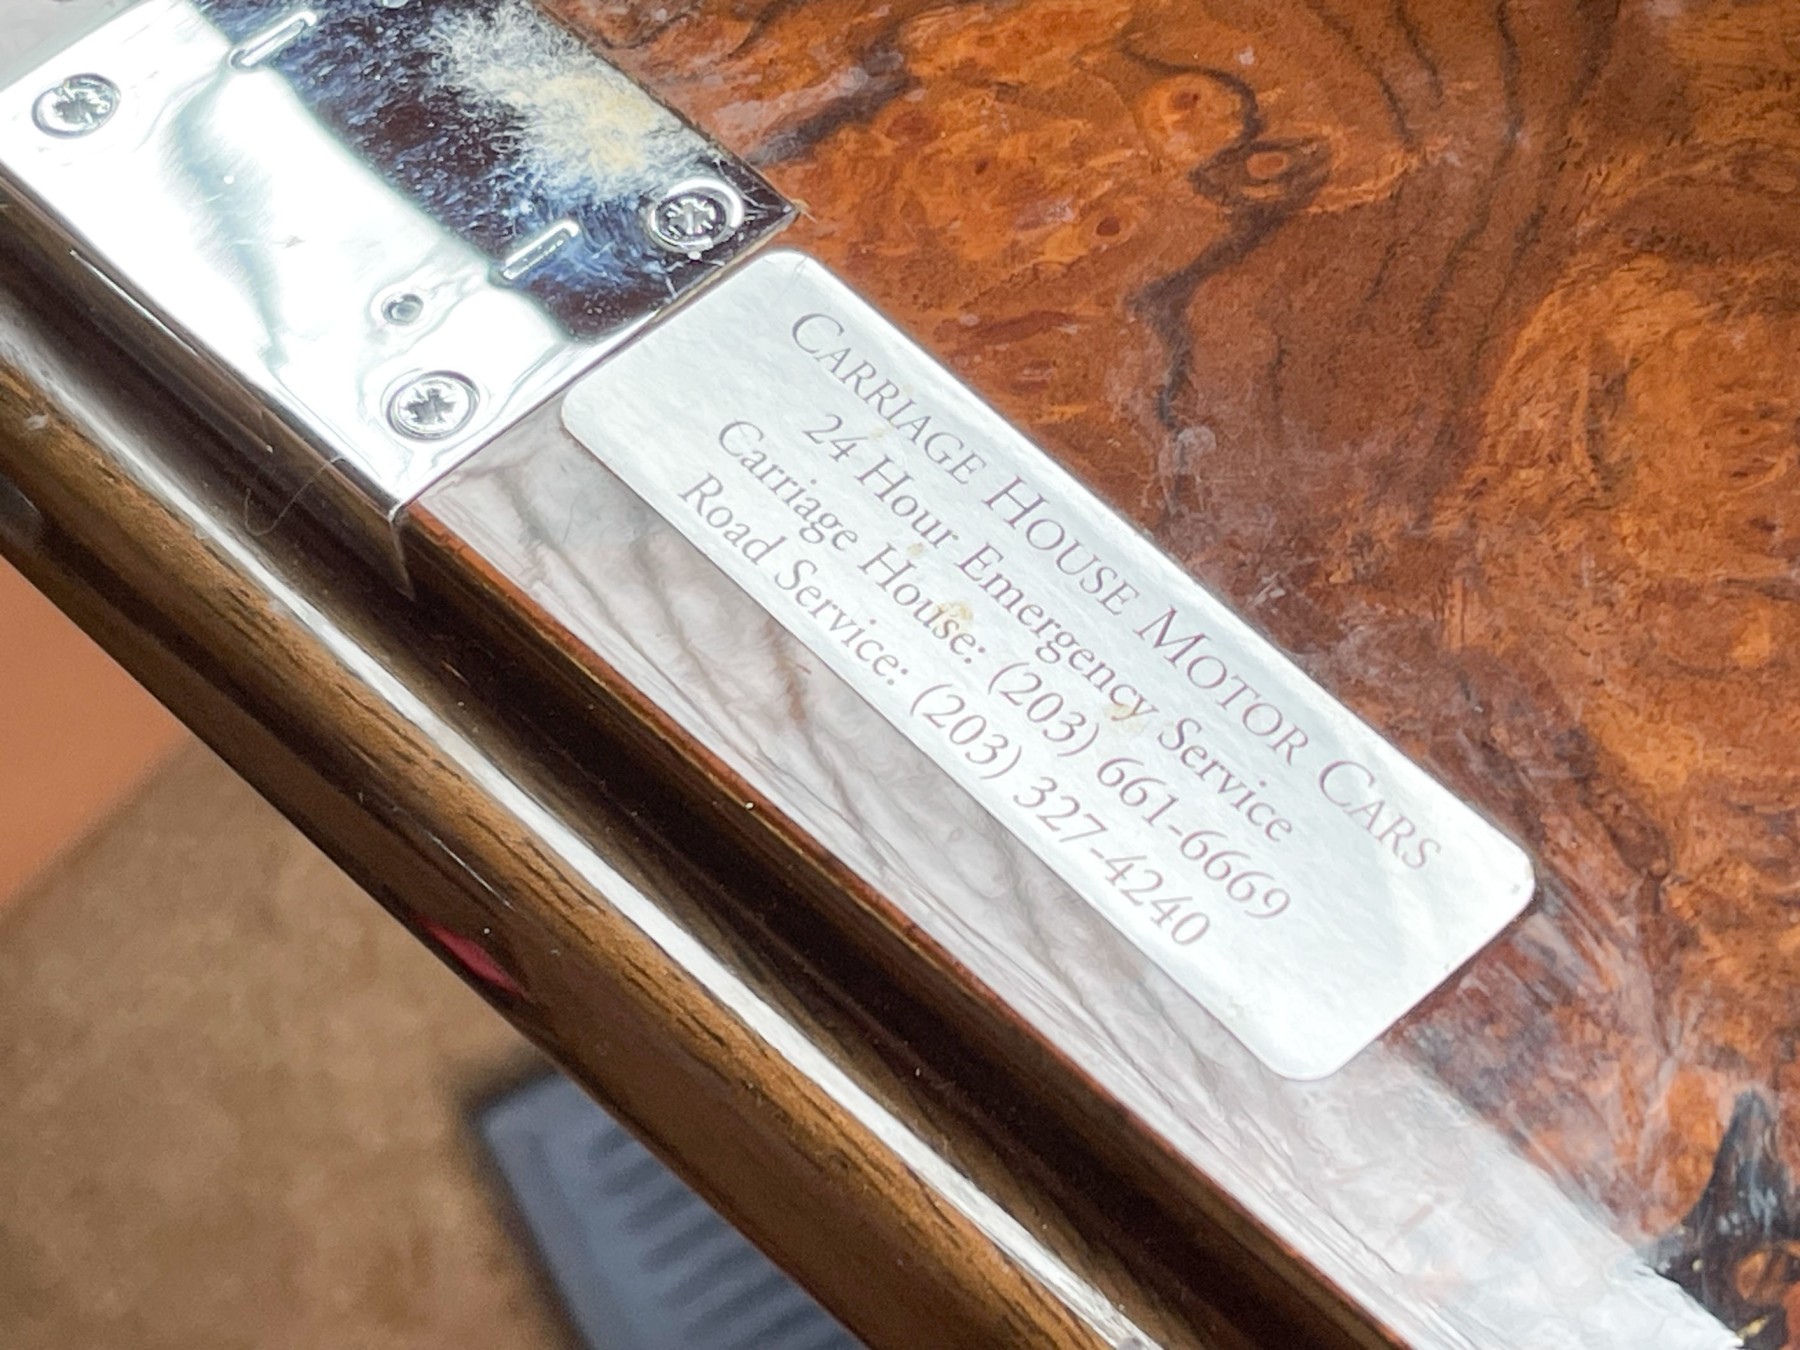 CARRIAGE HOUSE MOTOR CARS
24 Hour Emergency Service
Carriage House: (203) 661-6669
Road Service: (203) 327-4240